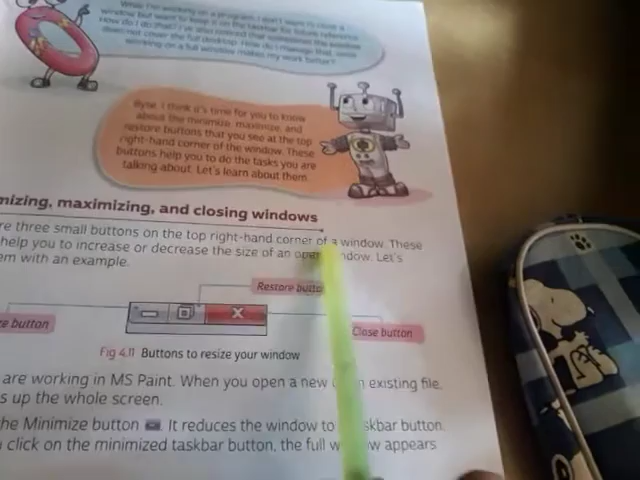 When I'm working on a program, I don't want to close a
window but want to keep it on the taskbar for future reference.
How do I do that? I've also noticed that sometimes the window
does not cover the full desktop. How do I manage that, since
working on a full window makes my work better?
Byte, I think it's time for you to know
about the minimize, maximize, and
restore buttons that you see at the top
right-hand corner of the window. These
buttons help you to do the tasks you are
talking about. Let's learn about them.
mizing, maximizing, and closing windows
re three small buttons on the top right-hand corner of a window. These
help you to increase or decrease the size of an open window. Let's
em with an example.
Restore button
ze button
Close button
Fig 4.11 Buttons to resize your window
are working in MS Paint. When you open a new existing file,
s up the whole screen.
he Minimize button. It reduces the window to skbar button.
click on the minimized taskbar button, the full w w appears